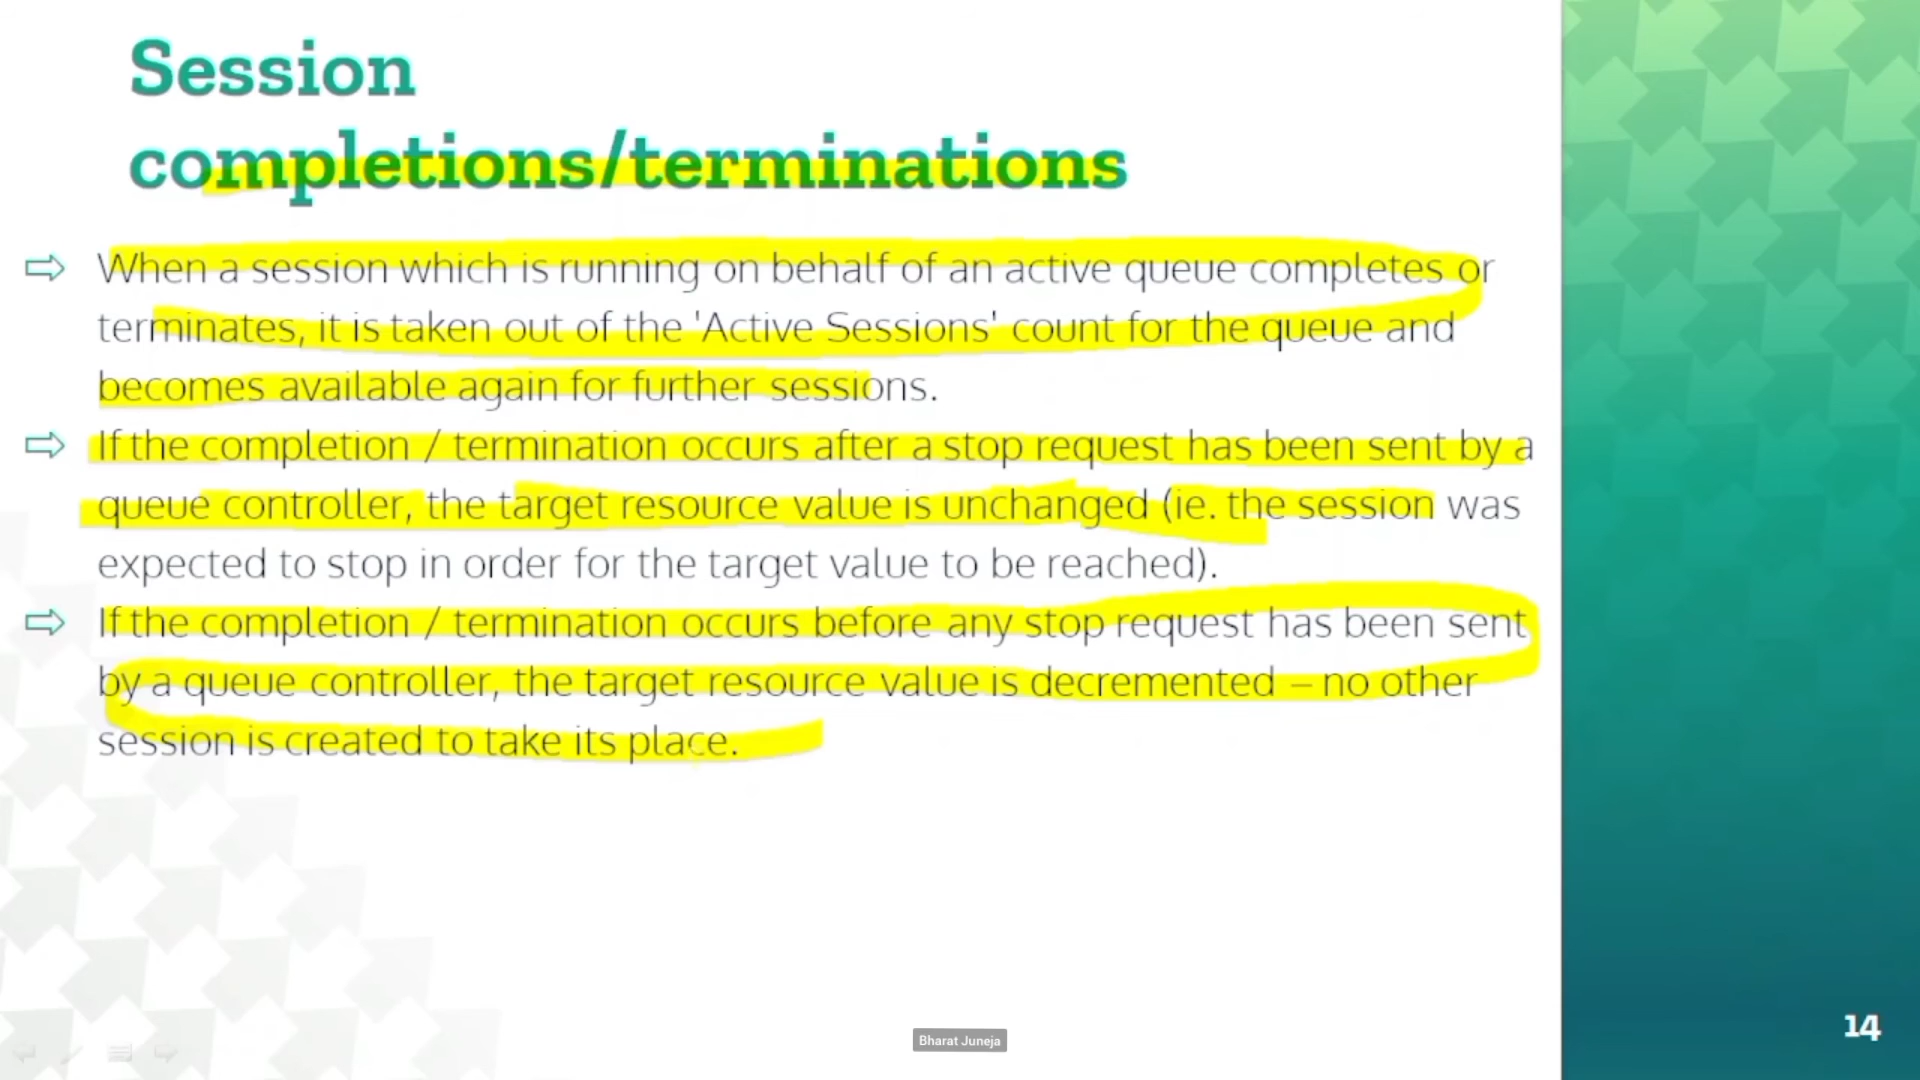 Session
completions/terminations
When a session which is running on behalf of an active queue completes or
terminates, it is taken out of the 'Active Sessions' count for the queue and
becomes available again for further sessions.
If the completion / termination occurs after a stop request has been sent by a
queue controller, the target resource value is unchanged (ie. the session was
expected to stop in order for the target value to be reached).
If the completion / termination occurs before any stop request has been sent
by a queue controller, the target resource value is decremented – no other
session is created to take its place.
Bharat Juneja
14